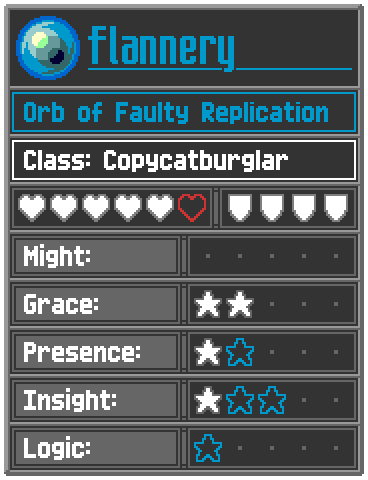 flannery
Orb of Faulty Replication
Class: Copycatburglar
Might:
Grace:
Presence:
Insight:
Logic: